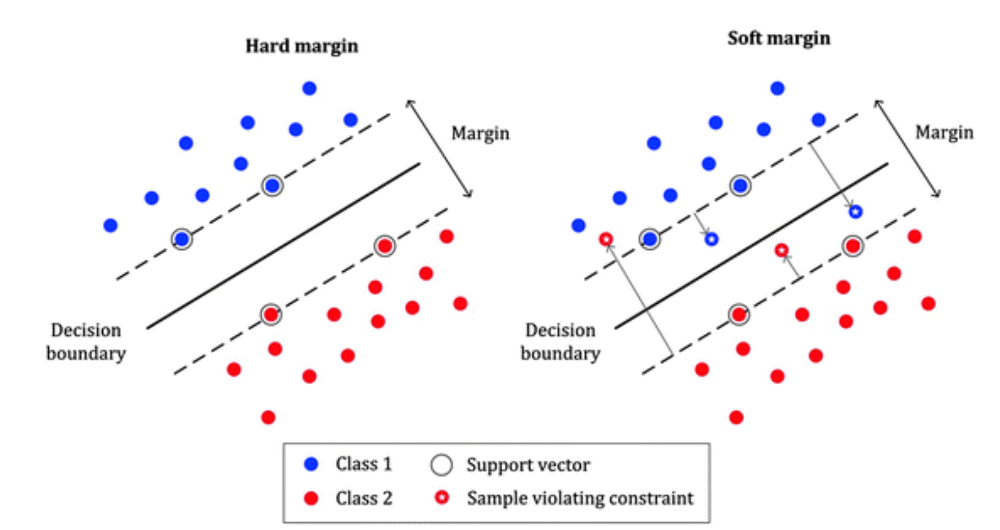 Hard margin
Soft margin
Margin
Margin
Decision
boundary
Decision
boundary
Class 1
Support vector
Class 2
Sample violating constraint